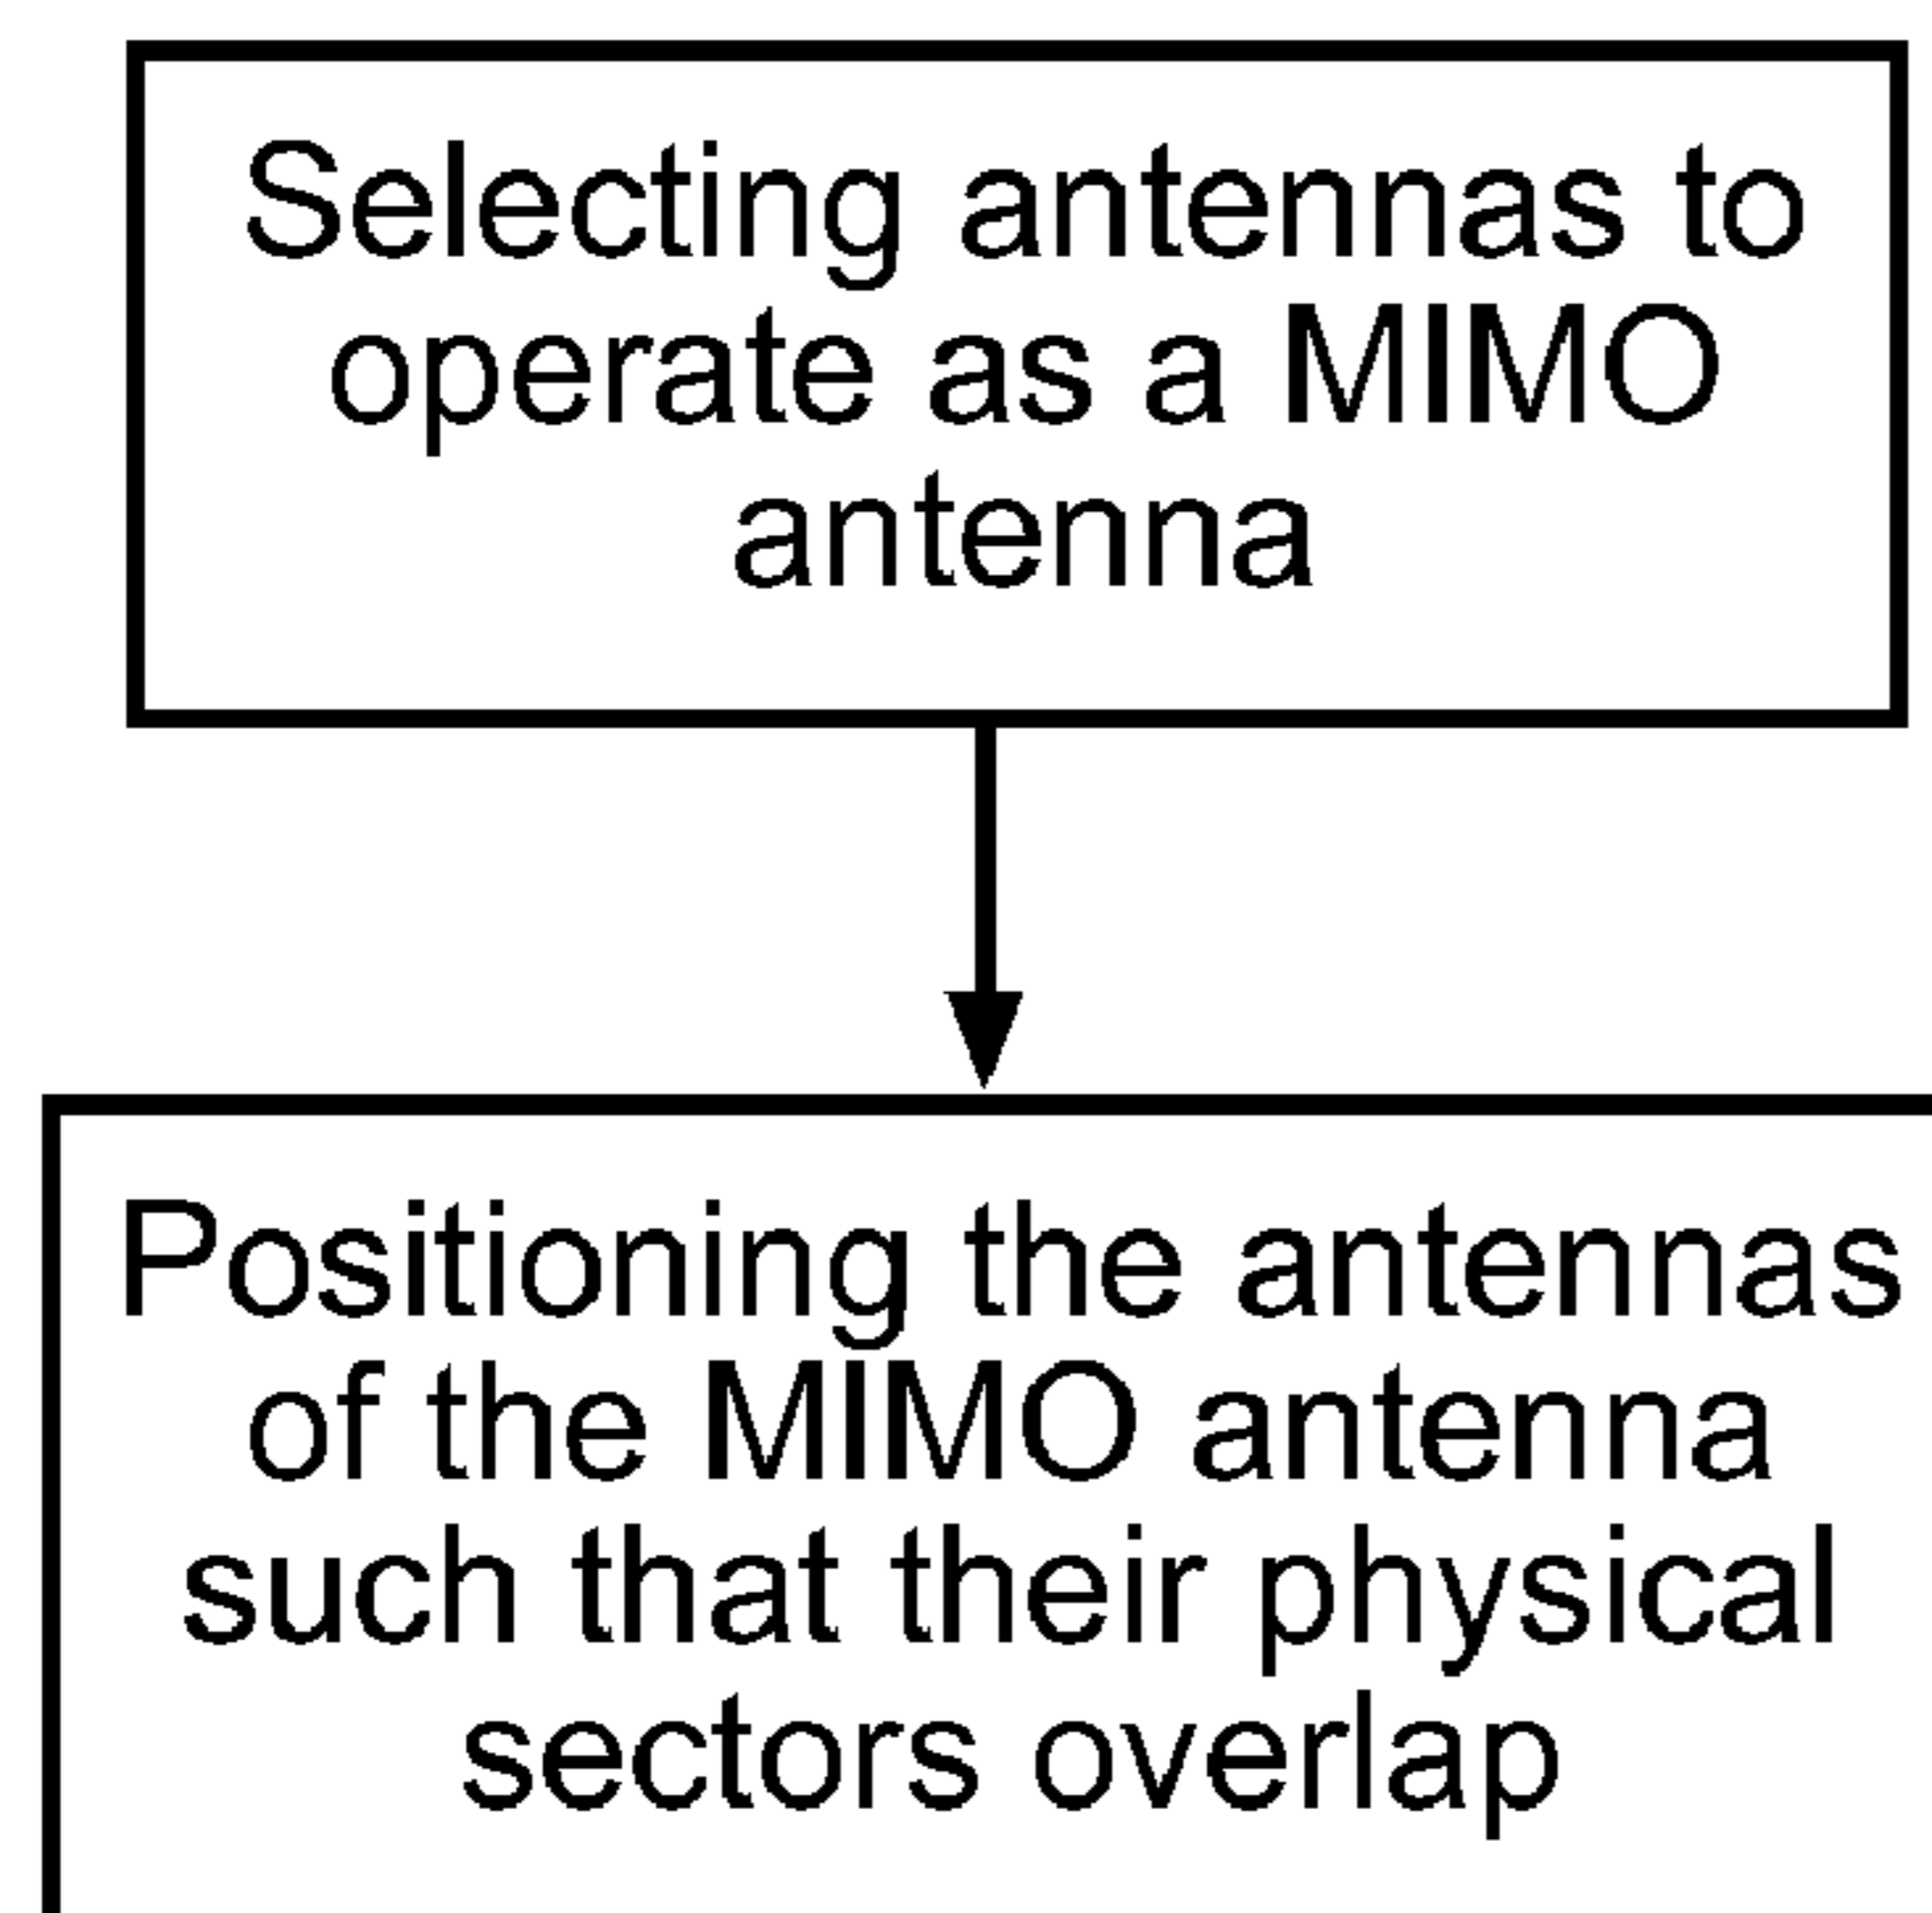 Selecting antennas to
operate as a MIMO
antenna
Positioning the antennas
of the MIMO antenna
such that their physical
sectors overlap